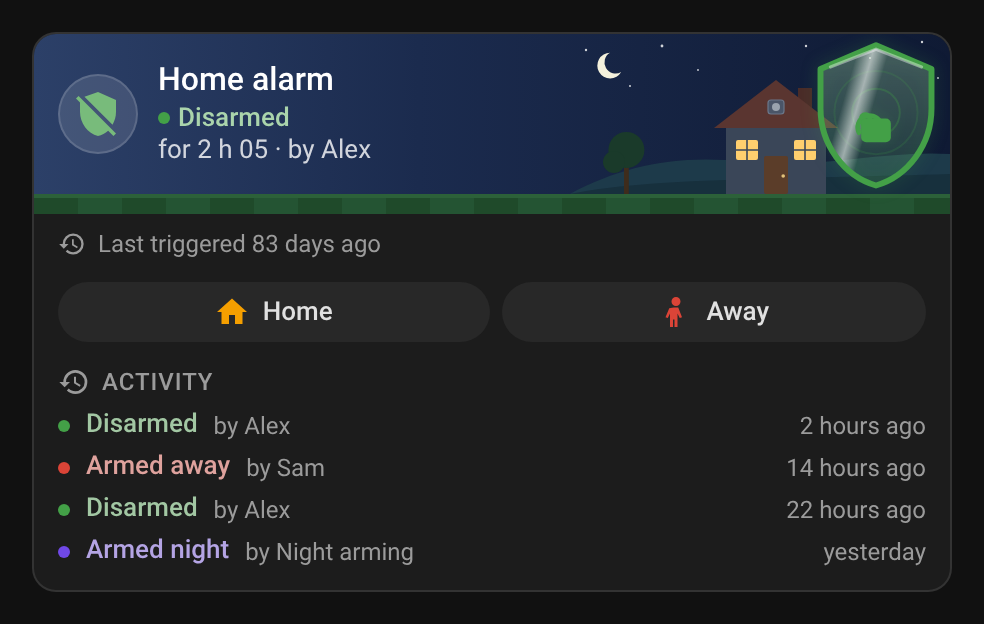 Home alarm
Disarmed
for 2 h 05 · by Alex
Last triggered 83 days ago
Home
Away
ACTIVITY
Disarmed by Alex 2 hours ago
Armed away by Sam 14 hours ago
Disarmed by Alex 22 hours ago
Armed night by Night arming yesterday